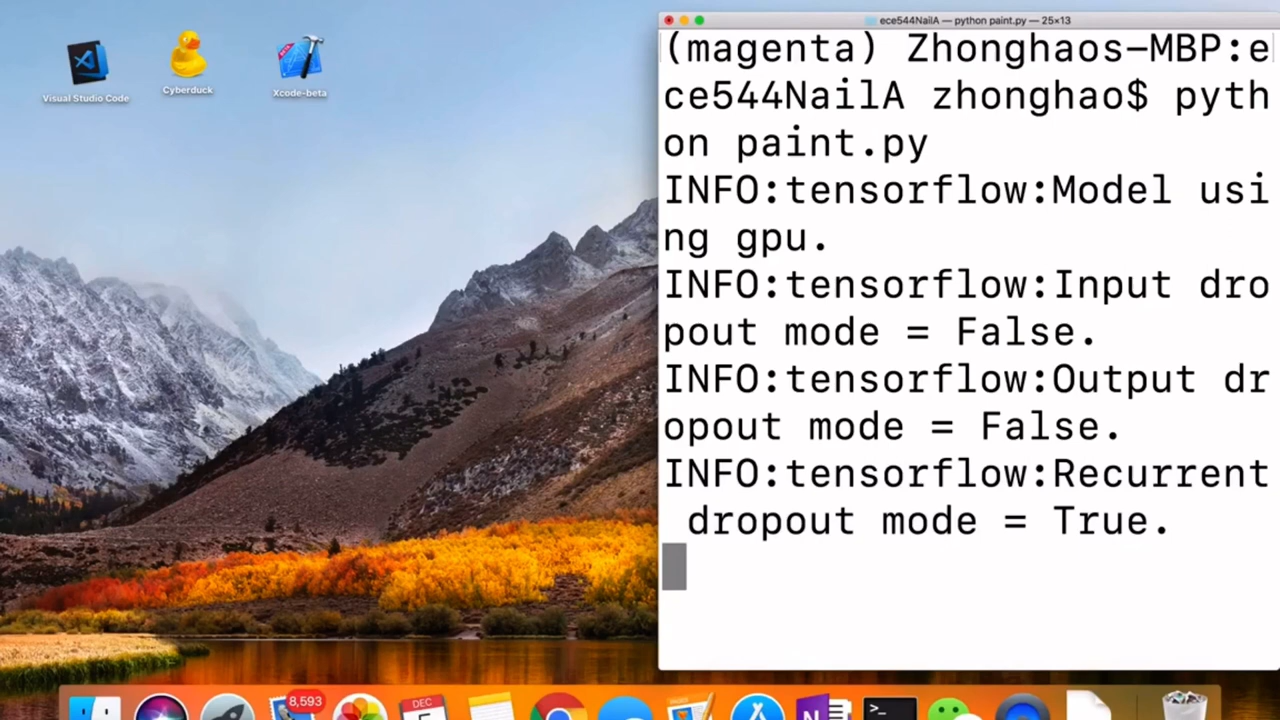 ece544NailA — python paint.py — 25×13
(magenta) Zhonghaos-MBP:e
ce544NailA zhonghao$ pyth
on paint.py
INFO:tensorflow:Model usi
ng gpu.
INFO:tensorflow:Input dro
pout mode = False.
INFO:tensorflow:Output dr
opout mode = False.
INFO:tensorflow:Recurrent
 dropout mode = True.
Visual Studio Code
Cyberduck
BETA
Xcode-beta
8,593
DEC
N
>_